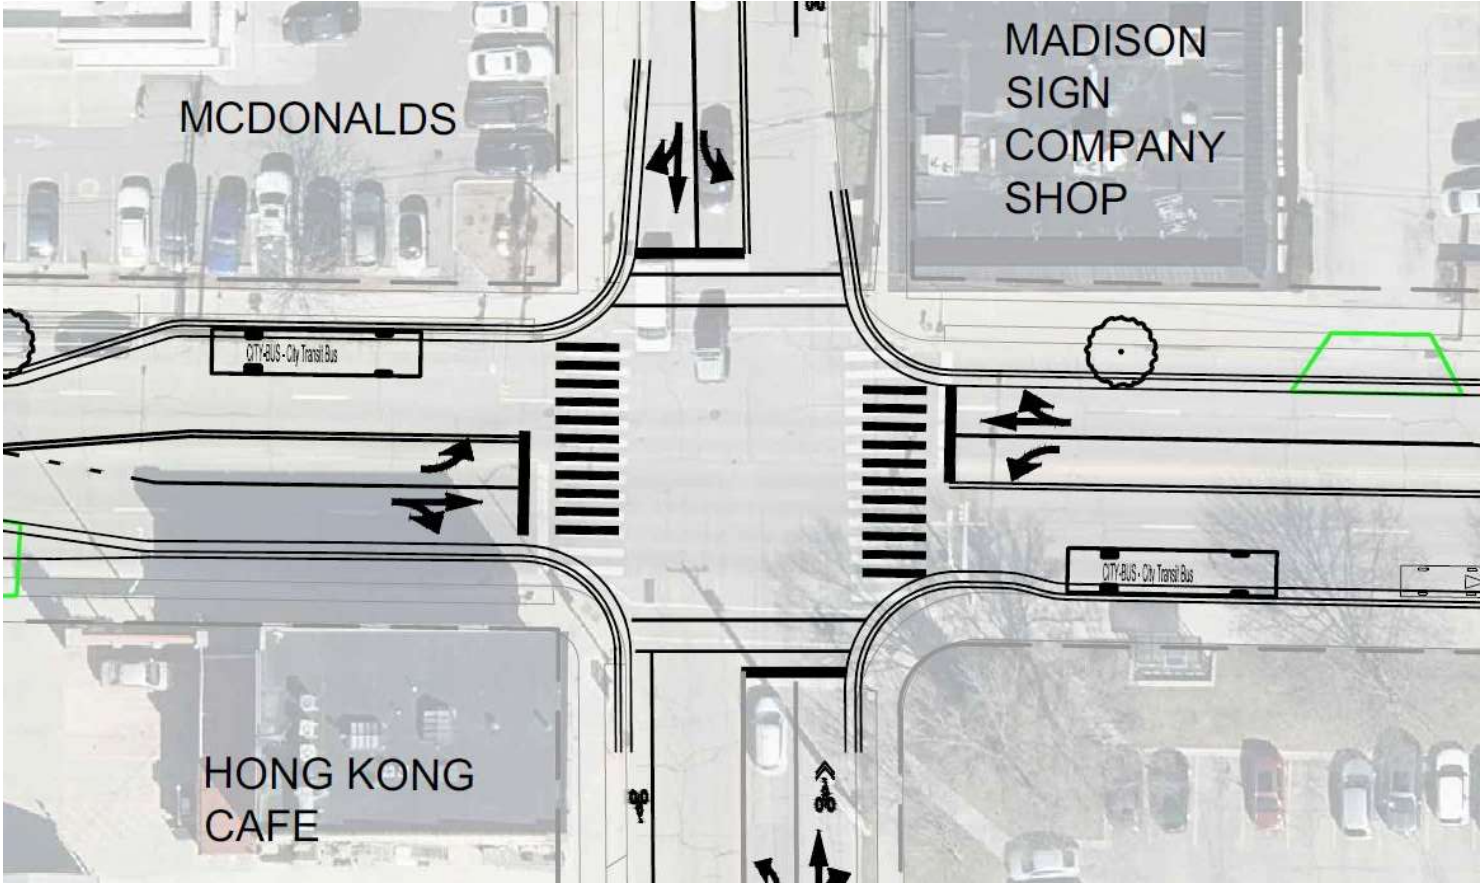 MCDONALDS
MADISON
SIGN
COMPANY
SHOP
CITY-BUS - City Transit Bus
CITY-BUS - City Transit Bus
HONG KONG
CAFE